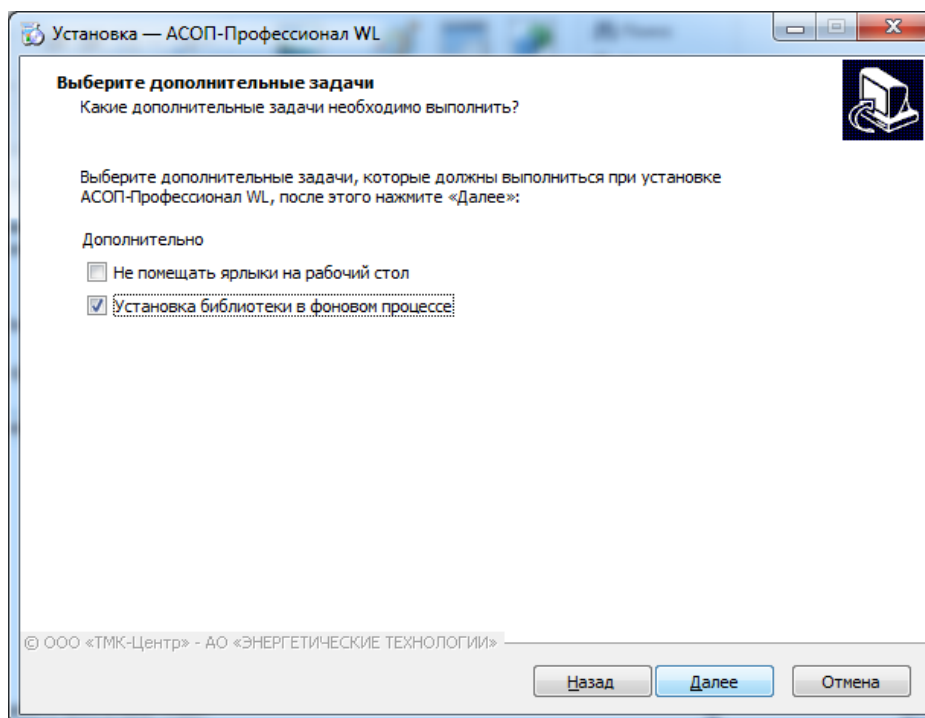 Установка — АСОП-Профессионал WL
Выберите дополнительные задачи
Какие дополнительные задачи необходимо выполнить?
Выберите дополнительные задачи, которые должны выполниться при установке
АСОП-Профессионал WL, после этого нажмите «Далее»:
Дополнительно
Не помещать ярлыки на рабочий стол
Установка библиотеки в фоновом процессе
© ООО «ТМК-Центр» - АО «ЭНЕРГЕТИЧЕСКИЕ ТЕХНОЛОГИИ»
Назад Далее Отмена